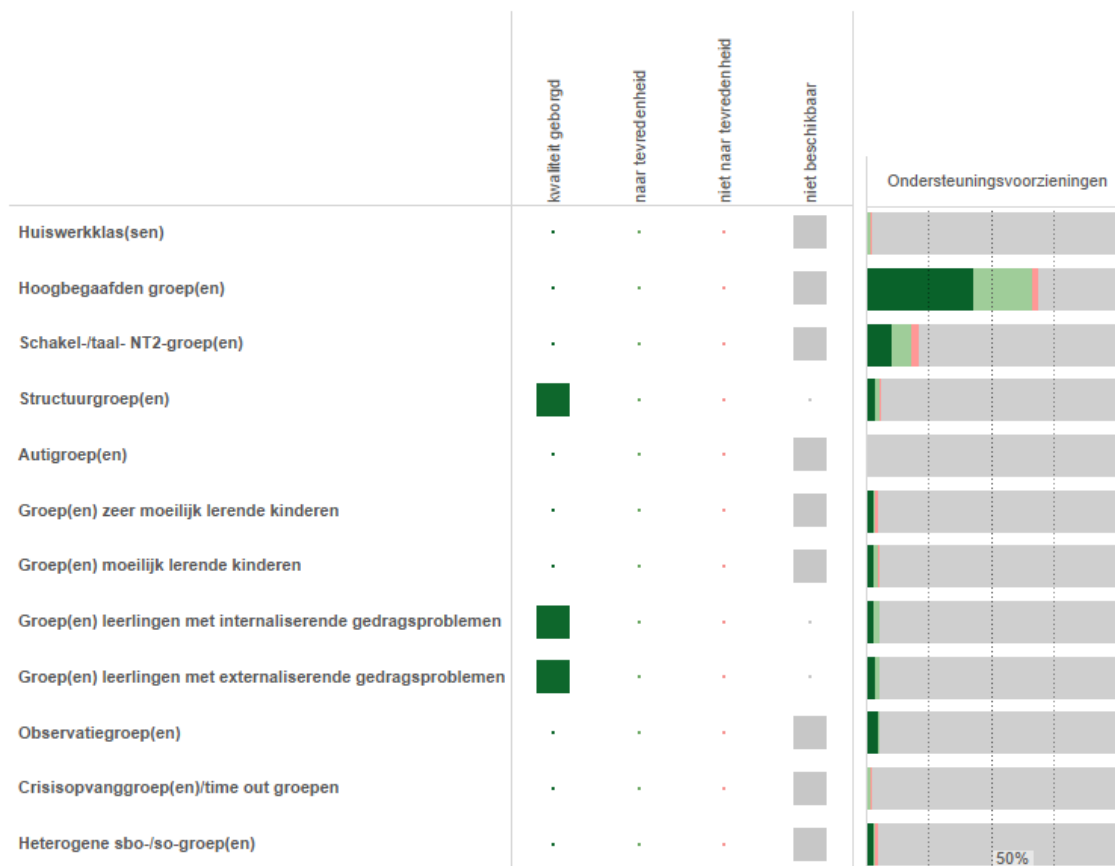 kwaliteit geborgd
naar tevredenheid
niet naar tevredenheid
niet beschikbaar
Ondersteuningsvoorzieningen
Huiswerkklas(sen)
Hoogbegaafden groep(en)
Schakel-/taal- NT2-groep(en)
Structuurgroep(en)
Autigroep(en)
Groep(en) zeer moeilijk lerende kinderen
Groep(en) moeilijk lerende kinderen
Groep(en) leerlingen met internaliserende gedragsproblemen
Groep(en) leerlingen met externaliserende gedragsproblemen
Observatiegroep(en)
Crisisopvanggroep(en)/time out groepen
Heterogene sbo-/so-groep(en)
50%